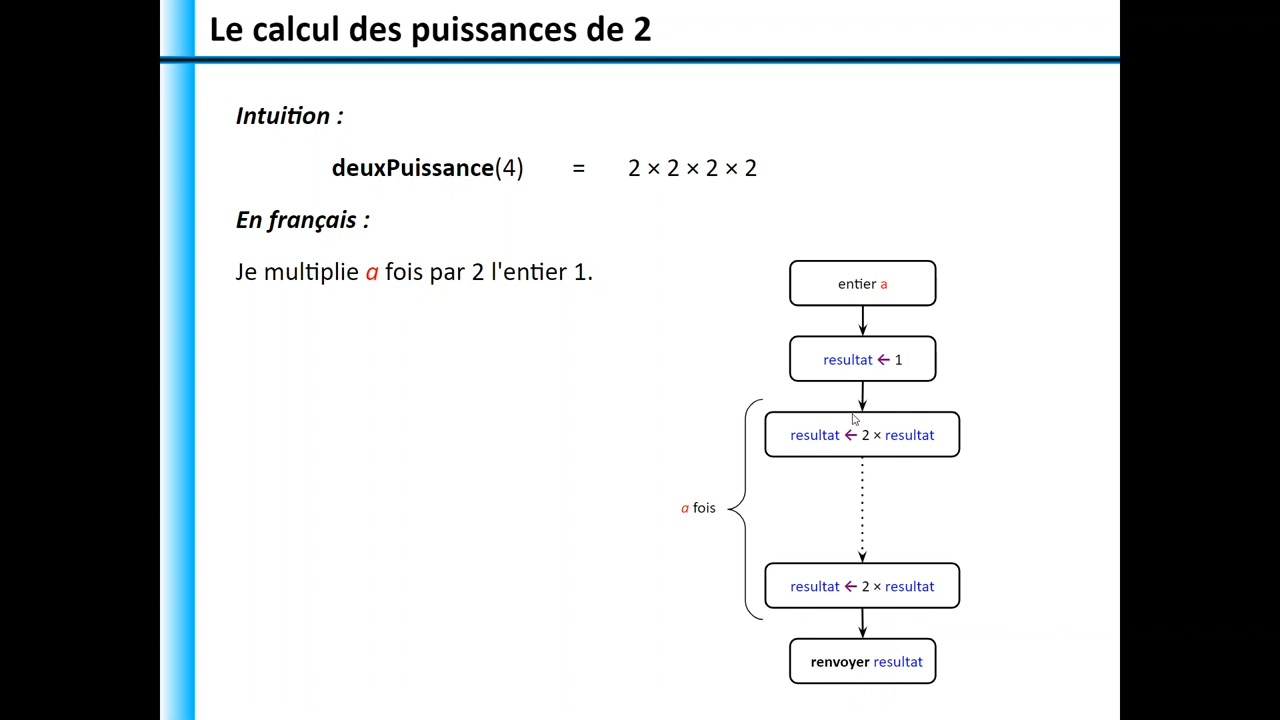 Le calcul des puissances de 2
Intuition :
deuxPuissance(4) = 2 × 2 × 2 × 2
En français :
Je multiplie a fois par 2 l'entier 1.
entier a
resultat ← 1
resultat ← 2 × resultat
a fois
resultat ← 2 × resultat
renvoyer resultat